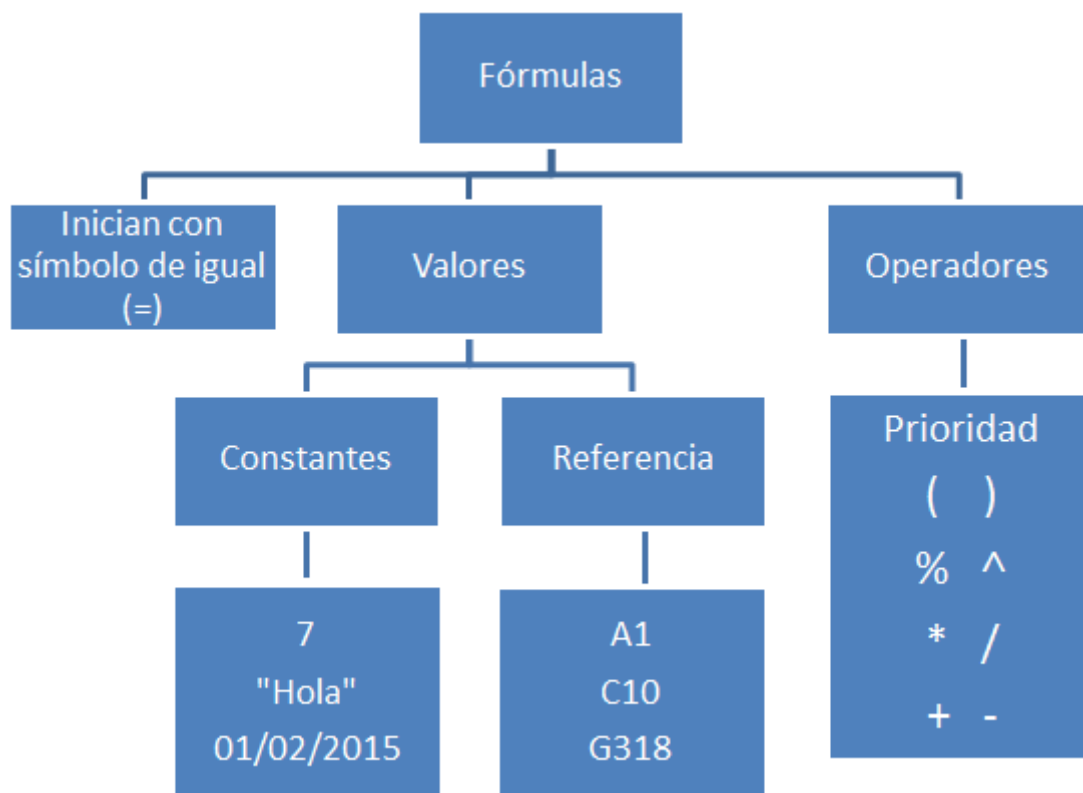 Fórmulas
Inician con
símbolo de igual
(=)
Valores
Operadores
Constantes
Referencia
7
"Hola"
01/02/2015
A1
C10
G318
Prioridad
( )
% ^
* /
+ -